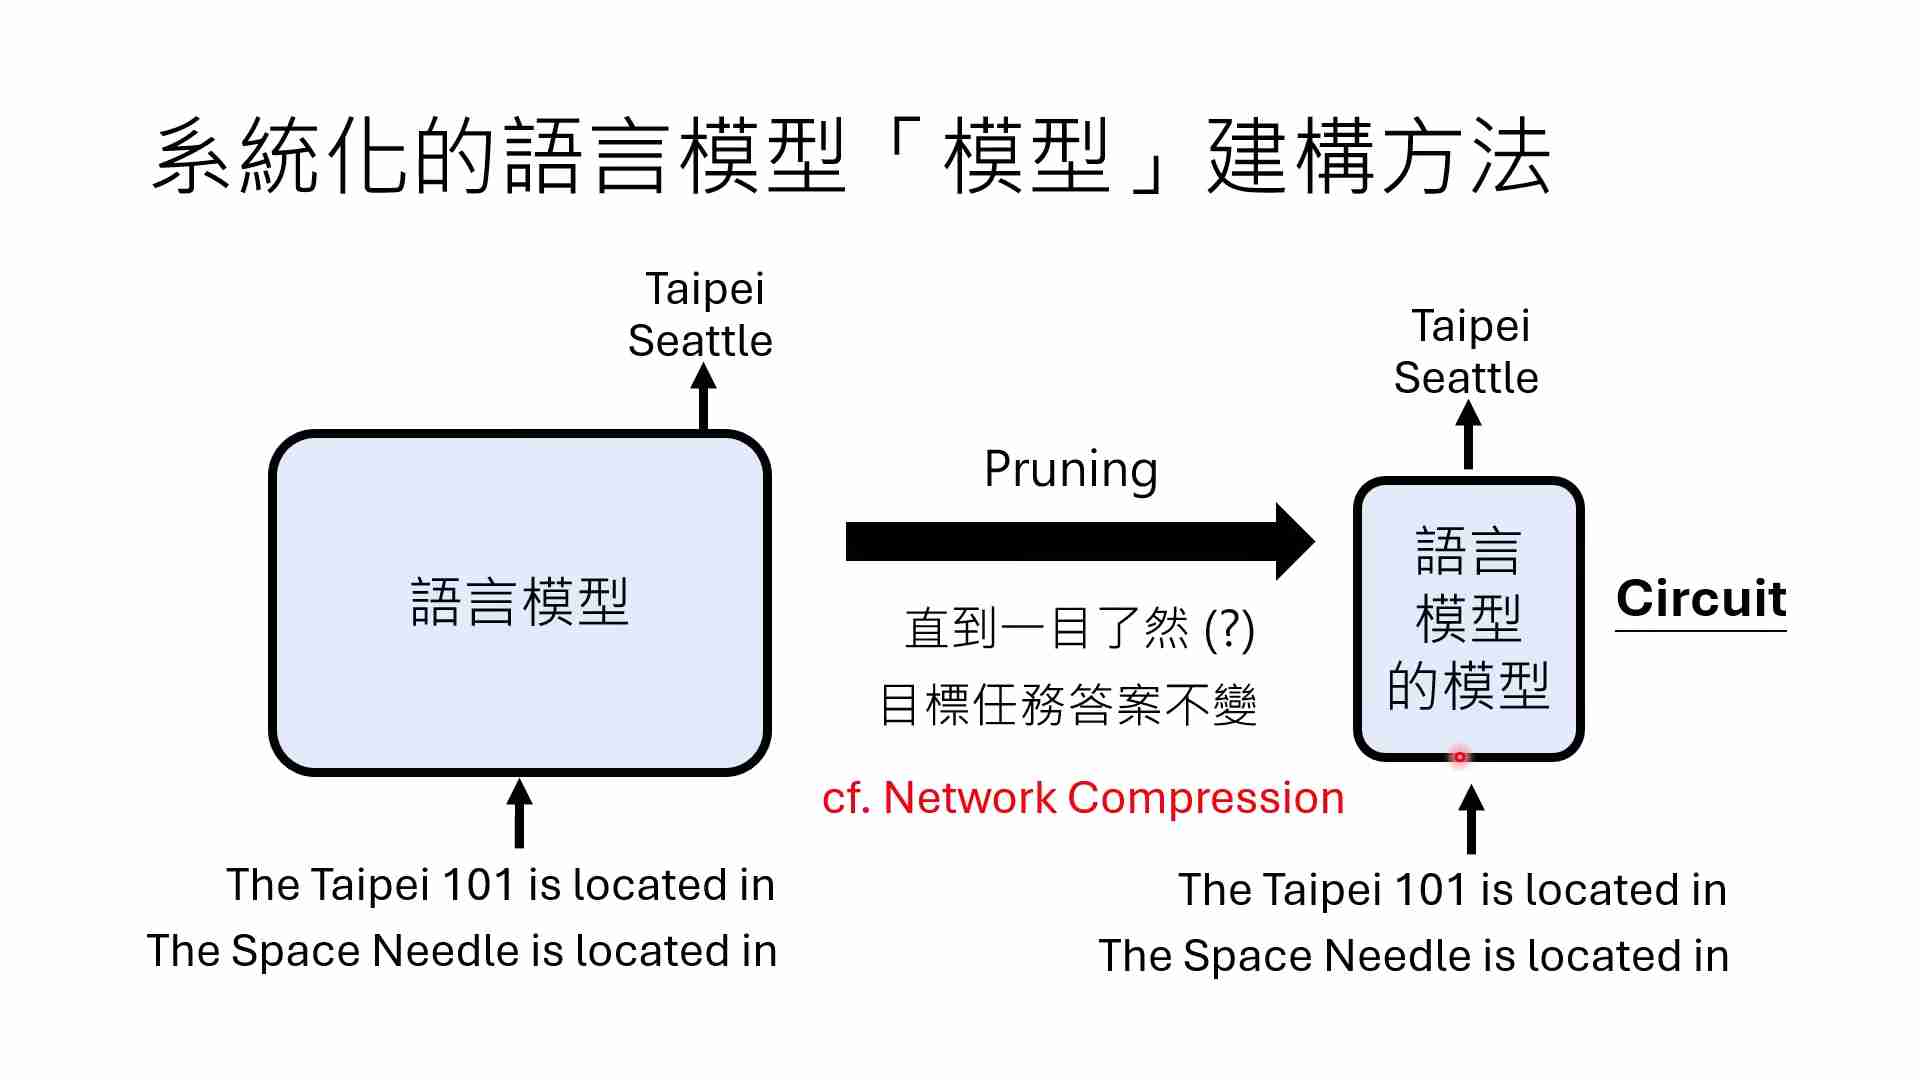 系統化的語言模型「模型」建構方法
Taipei
Seattle
語言模型
The Taipei 101 is located in
The Space Needle is located in
Pruning
直到一目了然 (?)
目標任務答案不變
cf. Network Compression
Taipei
Seattle
語言
模型
的模型
Circuit
The Taipei 101 is located in
The Space Needle is located in